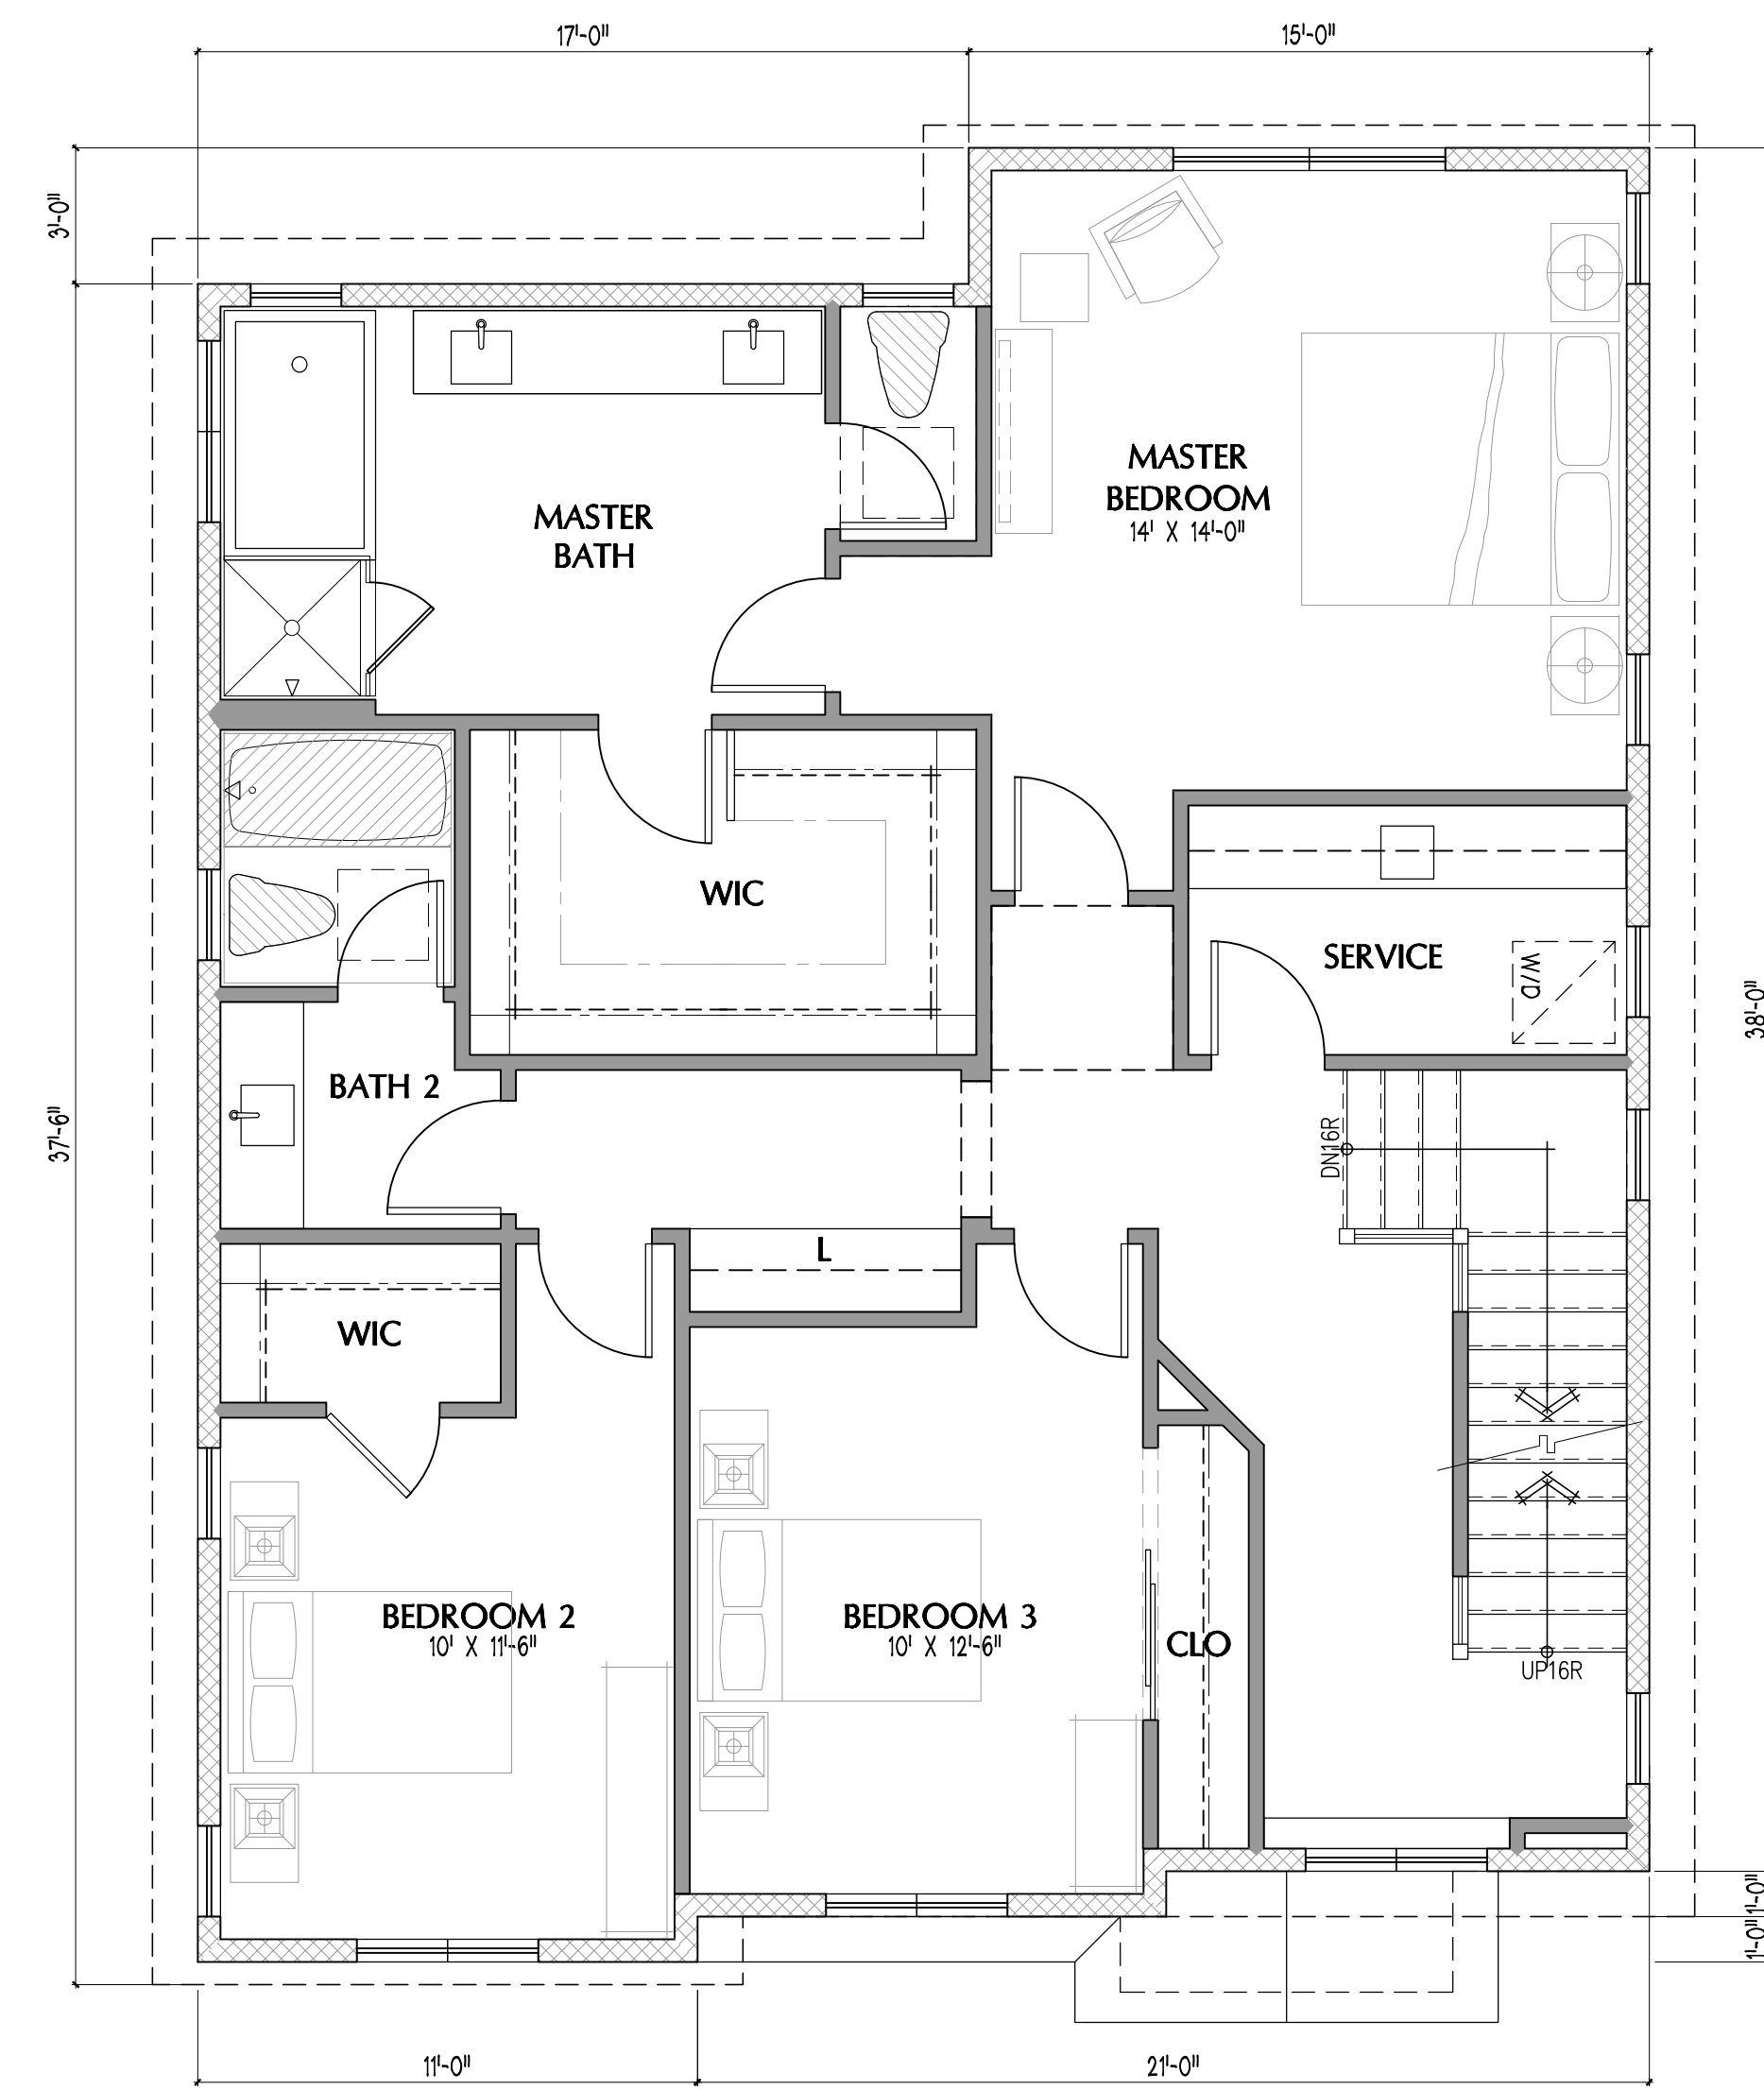 17'-0"
15'-0"
3'-0"
MASTER
BEDROOM
14' X 14'-0"
MASTER
BATH
WIC
SERVICE
W/D
38'-0"
BATH 2
37'-6"
DN16R
L
WIC
BEDROOM 2
10' X 11'-6"
BEDROOM 3
10' X 12'-6"
CLO
UP16R
1'-0"
1'-0"
11'-0"
21'-0"